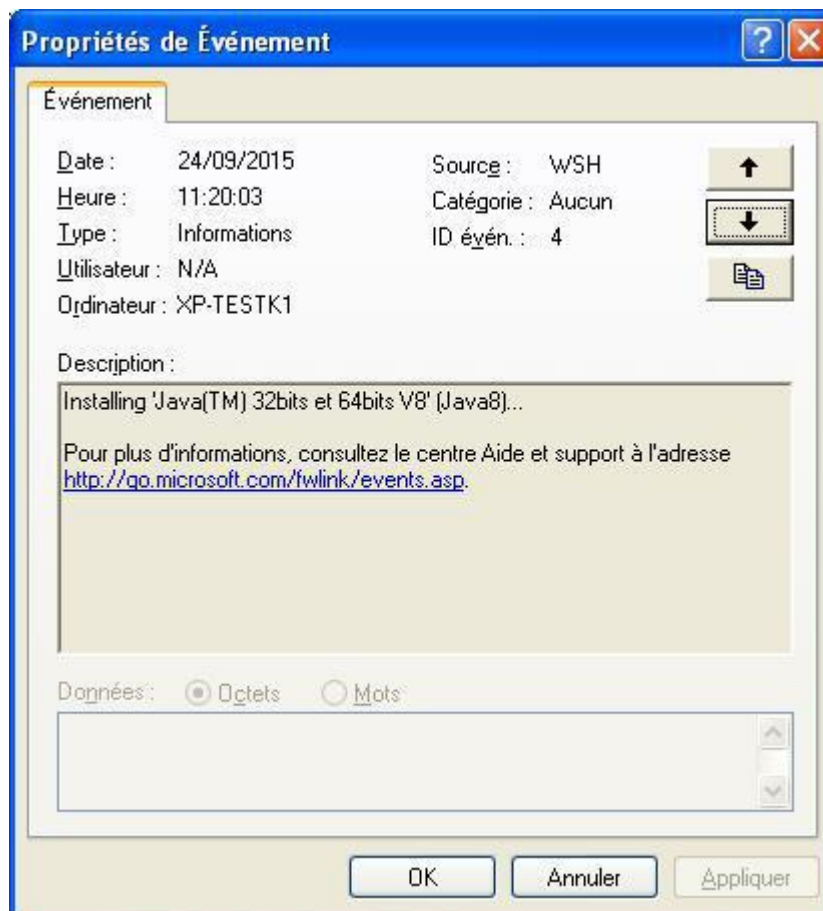 Propriétés de Événement
Événement
Date : 24/09/2015
Source : WSH
Heure : 11:20:03
Catégorie : Aucun
Type : Informations
ID évén. : 4
Utilisateur : N/A
Ordinateur : XP-TESTK1
Description :
Installing 'Java(TM) 32bits et 64bits V8' (Java8)...
Pour plus d'informations, consultez le centre Aide et support à l'adresse
http://go.microsoft.com/fwlink/events.asp.
Données : Octets Mots
OK Annuler Appliquer